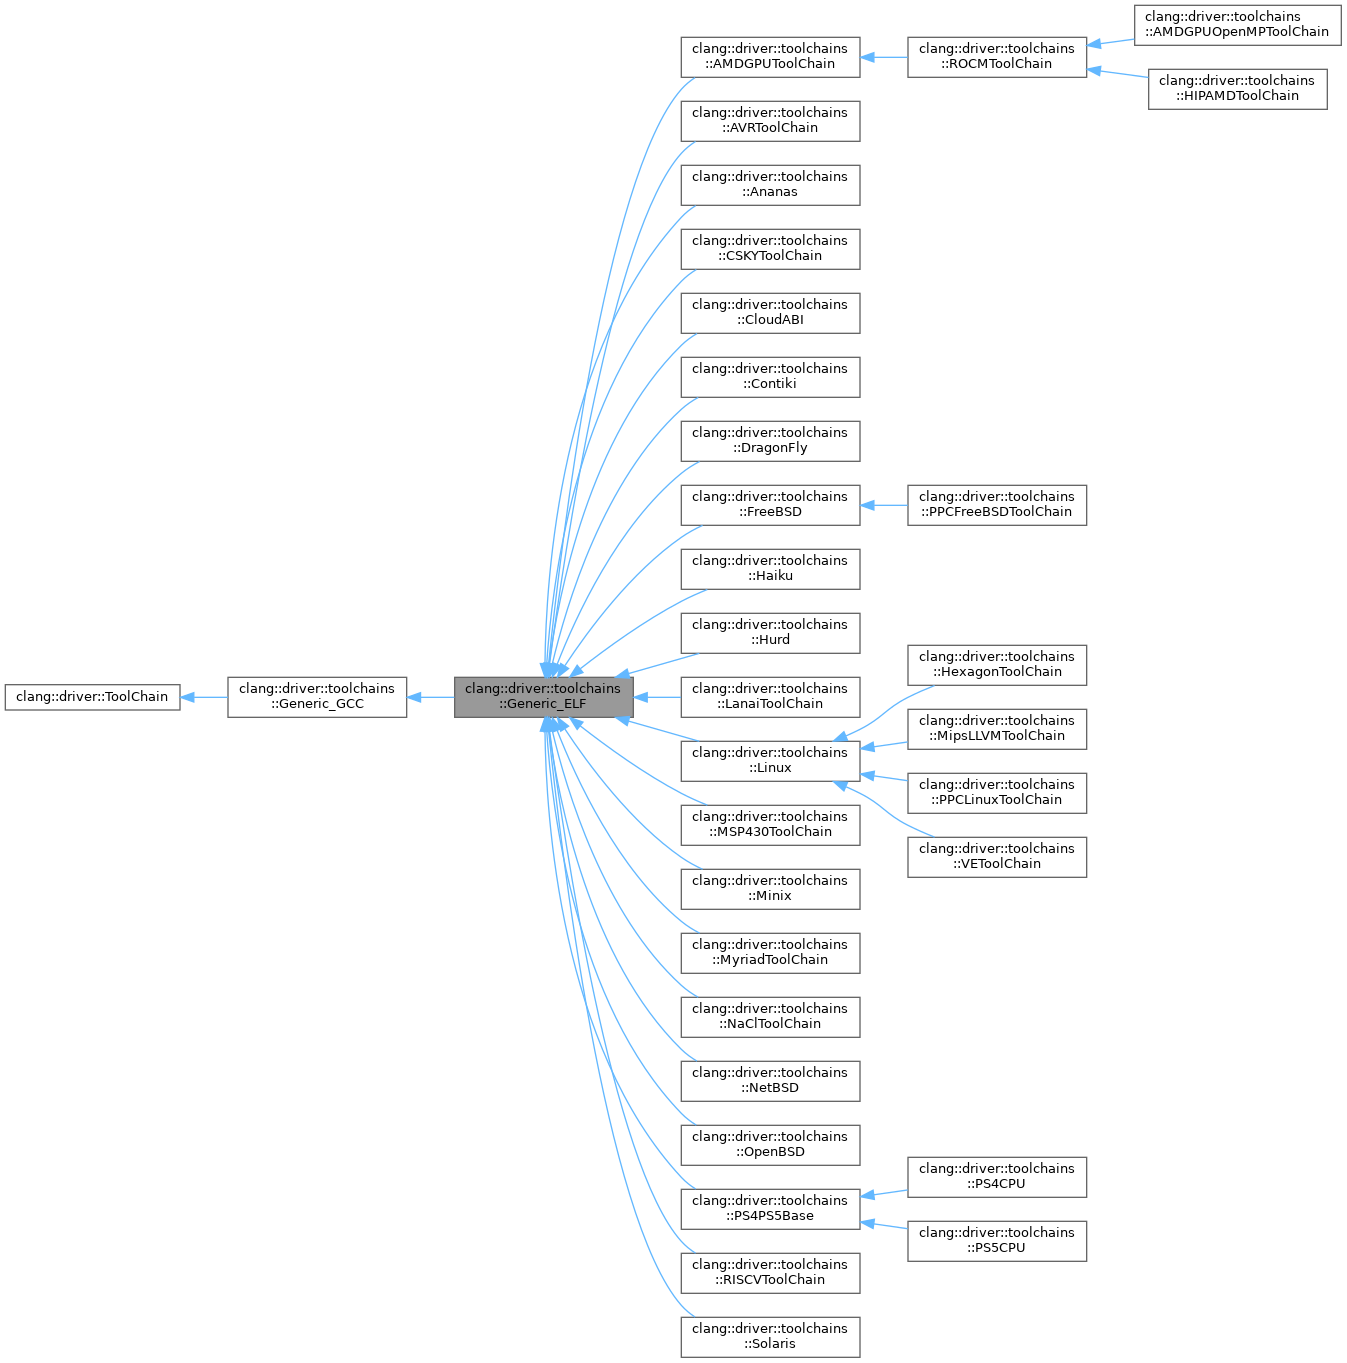 clang::driver::ToolChain
clang::driver::toolchains
::Generic_GCC
clang::driver::toolchains
::Generic_ELF
clang::driver::toolchains
::AMDGPUToolChain
clang::driver::toolchains
::ROCMToolChain
clang::driver::toolchains
::AMDGPUOpenMPToolChain
clang::driver::toolchains
::HIPAMDToolChain
clang::driver::toolchains
::AVRToolChain
clang::driver::toolchains
::Ananas
clang::driver::toolchains
::CSKYToolChain
clang::driver::toolchains
::CloudABI
clang::driver::toolchains
::Contiki
clang::driver::toolchains
::DragonFly
clang::driver::toolchains
::FreeBSD
clang::driver::toolchains
::PPCFreeBSDToolChain
clang::driver::toolchains
::Haiku
clang::driver::toolchains
::Hurd
clang::driver::toolchains
::LanaiToolChain
clang::driver::toolchains
::Linux
clang::driver::toolchains
::HexagonToolChain
clang::driver::toolchains
::MipsLLVMToolChain
clang::driver::toolchains
::PPCLinuxToolChain
clang::driver::toolchains
::VEToolChain
clang::driver::toolchains
::MSP430ToolChain
clang::driver::toolchains
::Minix
clang::driver::toolchains
::MyriadToolChain
clang::driver::toolchains
::NaClToolChain
clang::driver::toolchains
::NetBSD
clang::driver::toolchains
::OpenBSD
clang::driver::toolchains
::PS4PS5Base
clang::driver::toolchains
::PS4CPU
clang::driver::toolchains
::PS5CPU
clang::driver::toolchains
::RISCVToolChain
clang::driver::toolchains
::Solaris